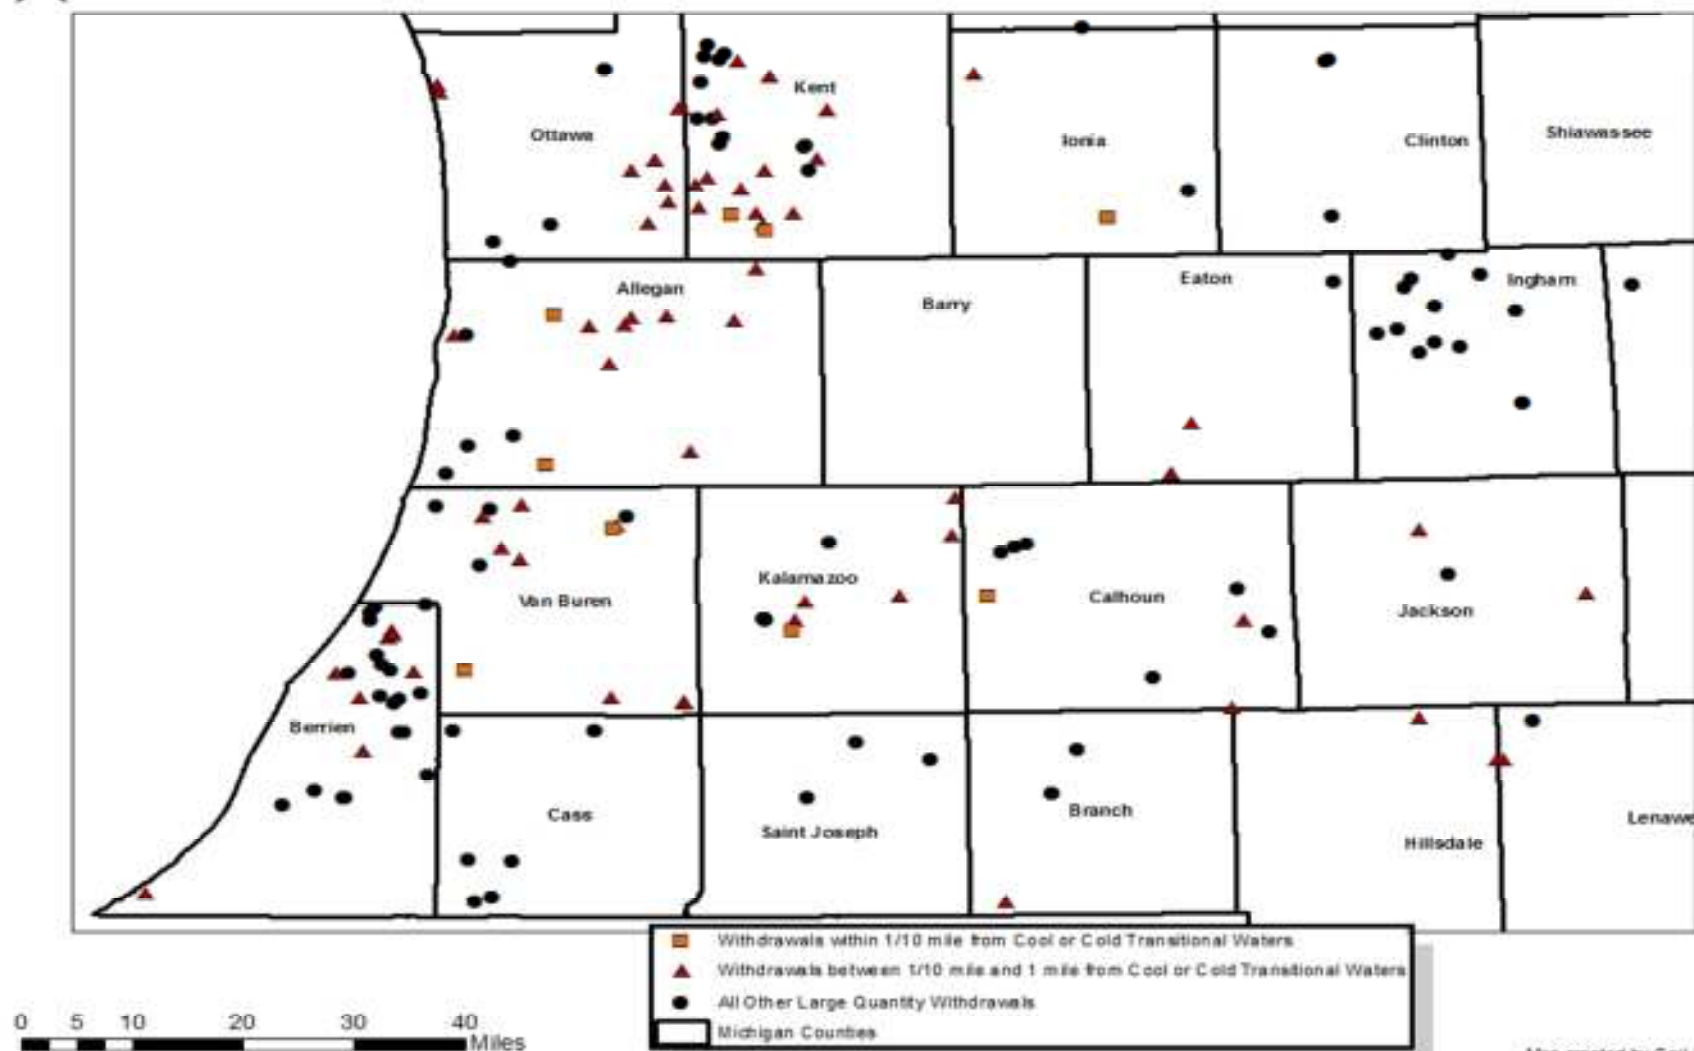 Kent
Ottawa
Ionia
Clinton
Shiawassee
Allegan
Barry
Eaton
Ingham
Kalamazoo
Van Buren
Calhoun
Jackson
Berrien
Cass
Saint Joseph
Branch
Hillsdale
Lenawe
Withdrawals within 1/10 mile from Cool or Cold Transitional Waters
Withdrawals between 1/10 mile and 1 mile from Cool or Cold Transitional Waters
All Other Large Quantity Withdrawals
Michigan Counties
0 5 10 20 30 40
Miles